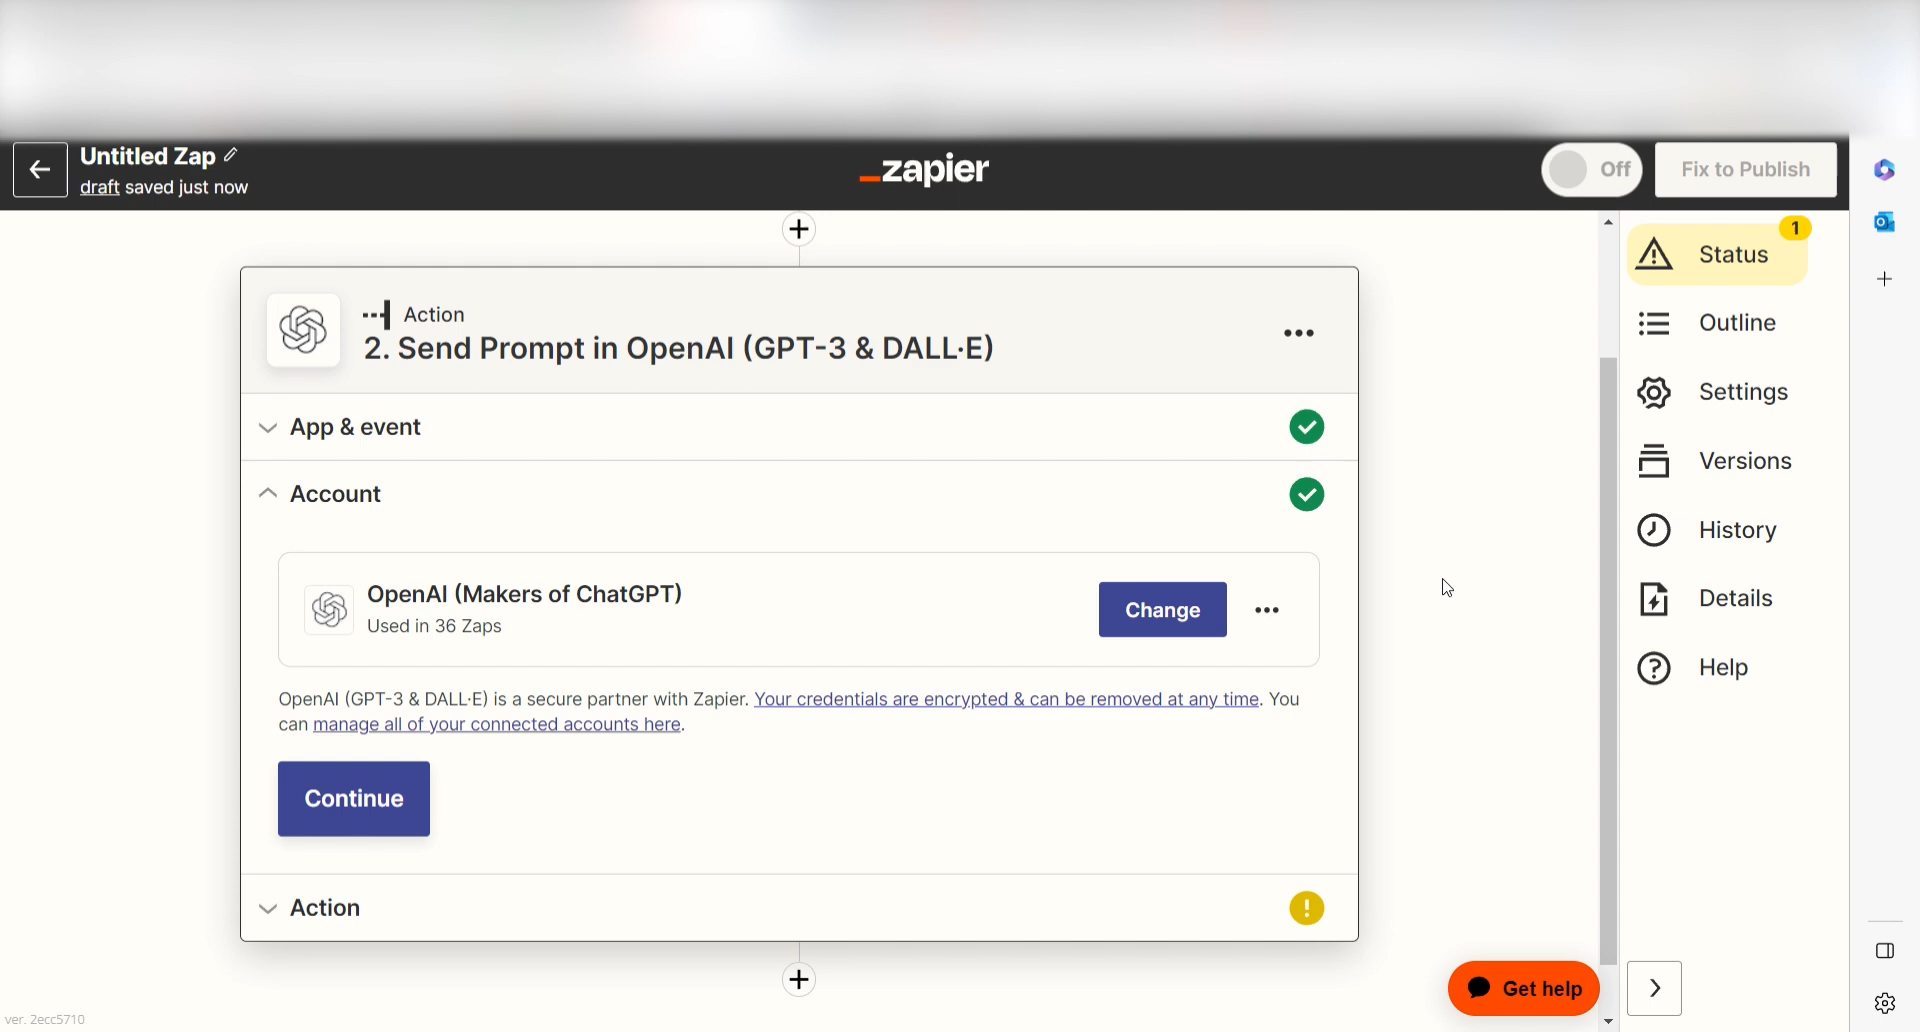 Untitled Zap
draft saved just now
zapier
Off
Fix to Publish
1
Status
Outline
Settings
Versions
History
Details
Help
Action
2. Send Prompt in OpenAI (GPT-3 & DALL·E)
App & event
Account
OpenAI (Makers of ChatGPT)
Used in 36 Zaps
Change
OpenAI (GPT-3 & DALL·E) is a secure partner with Zapier. Your credentials are encrypted & can be removed at any time. You
can manage all of your connected accounts here.
Continue
Action
Get help
ver. 2ecc5710